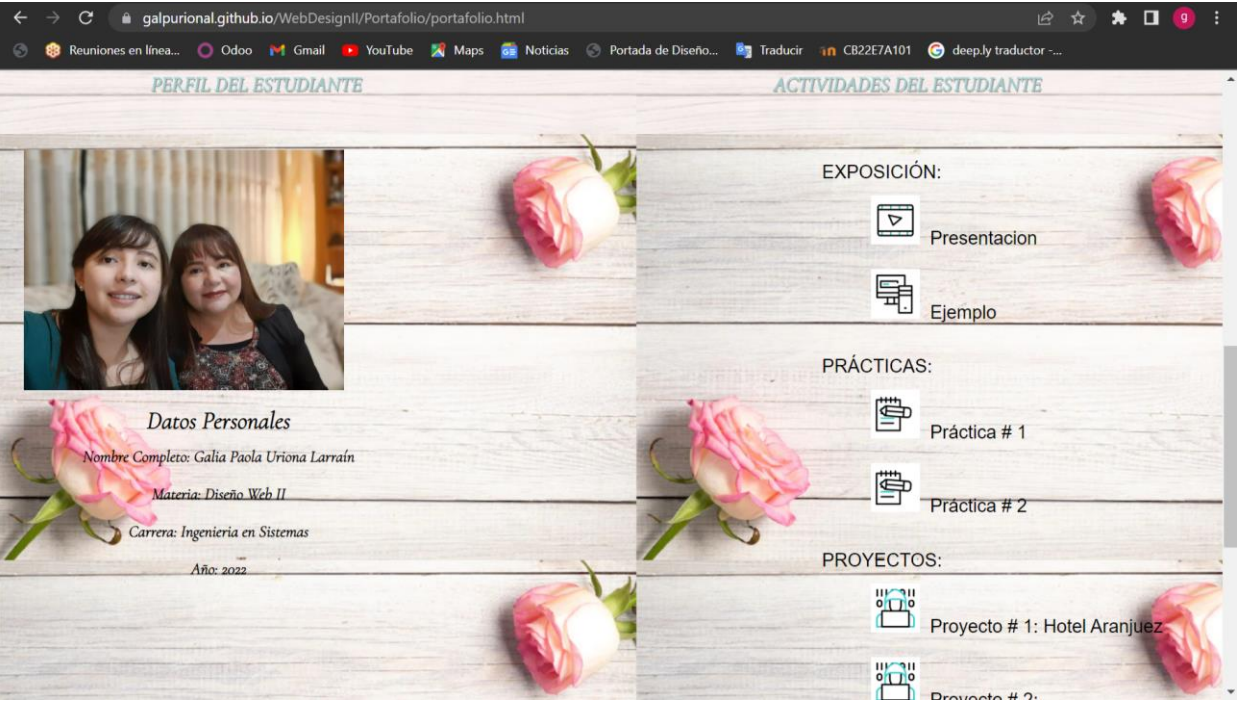 galpurional.github.io/WebDesignII/Portafolio/portafolio.html
g
Reuniones en línea... Odoo Gmail YouTube Maps Noticias Portada de Diseño... Traducir CB22E7A101 deep.ly traductor -...
PERFIL DEL ESTUDIANTE
Datos Personales
Nombre Completo: Galia Paola Uriona Larraín
Materia: Diseño Web II
Carrera: Ingenieria en Sistemas
Año: 2022
ACTIVIDADES DEL ESTUDIANTE
EXPOSICIÓN:
Presentacion
Ejemplo
PRÁCTICAS:
Práctica # 1
Práctica # 2
PROYECTOS:
Proyecto # 1: Hotel Aranjuez
Proyecto # 2: